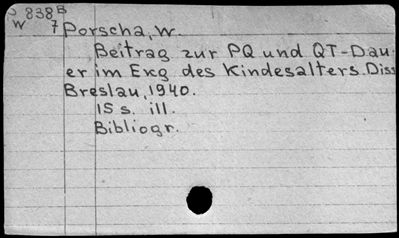 838B
W 7 Porscha, W.
Beitrag zur PQ und QT-Dau-
er im Ekg des Kindesalters. Diss
Breslau, 1940.
15 s. ill.
Bibliogr.